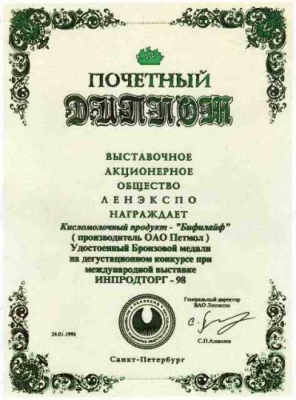 ПОЧЕТНЫЙ
ДИПЛОМ
ВЫСТАВОЧНОЕ
АКЦИОНЕРНОЕ
ОБЩЕСТВО
ЛЕНЭКСПО
НАГРАЖДАЕТ
Кисломолочный продукт - "Бифилайф"
( производитель ОАО Петмол )
Удостоенный Бронзовой медали
на дегустационном конкурсе при
международной выставке
ИНПРОДТОРГ - 98
Генеральный директор
ЗАО Ленэкспо
С.П.Алексеев
Санкт-Петербург